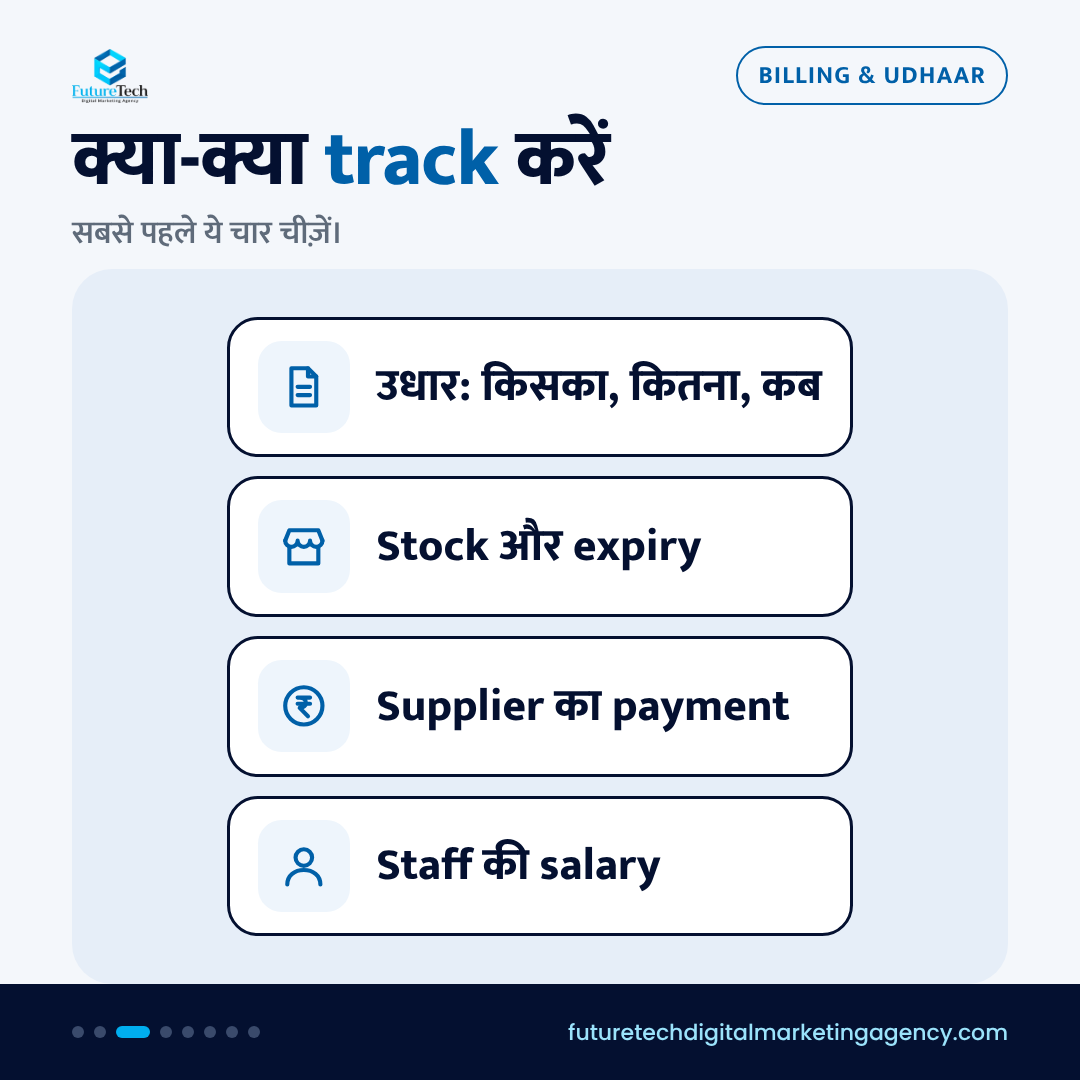 FutureTech
Digital Marketing Agency
BILLING & UDHAAR
क्या-क्या track करें
सबसे पहले ये चार चीज़ें।
उधार: किसका, कितना, कब
Stock और expiry
Supplier का payment
Staff की salary
futuretechdigitalmarketingagency.com